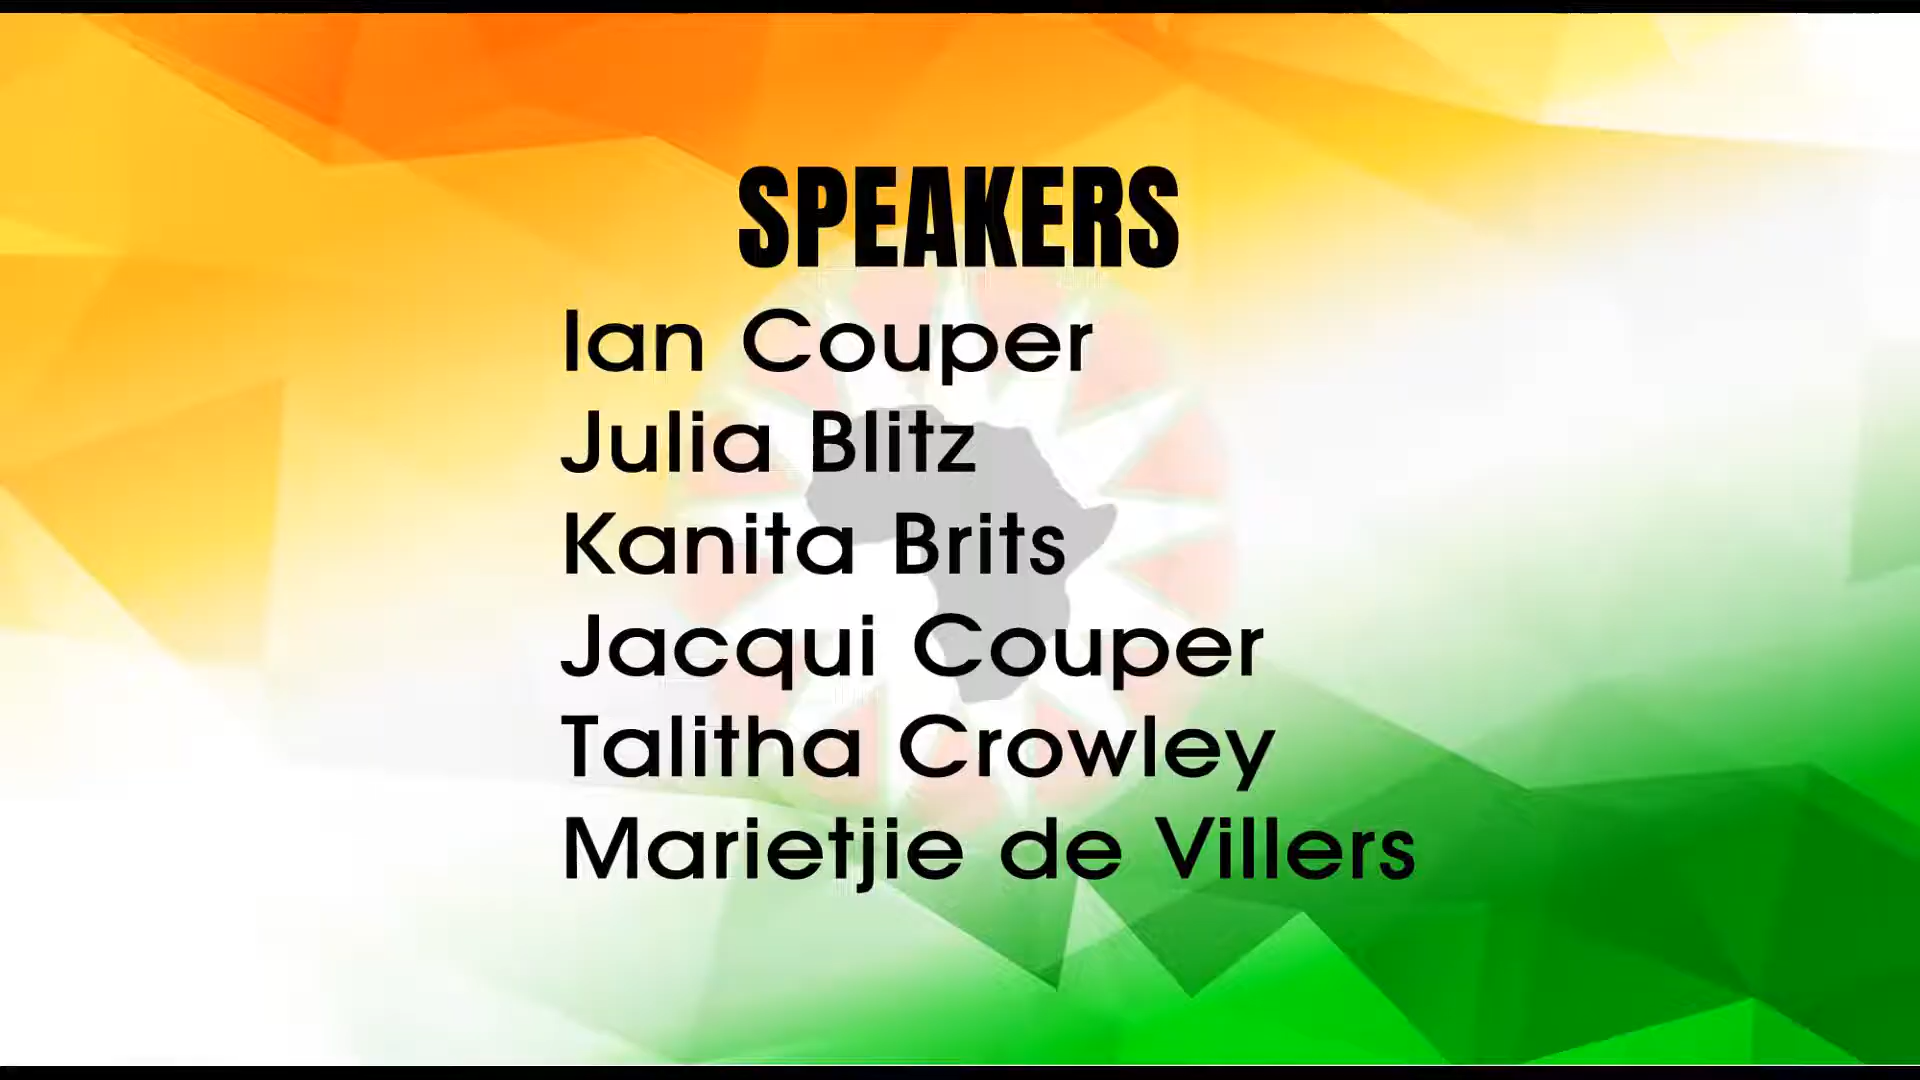 SPEAKERS
Ian Couper
Julia Blitz
Kanita Brits
Jacqui Couper
Talitha Crowley
Marietjie de Villers